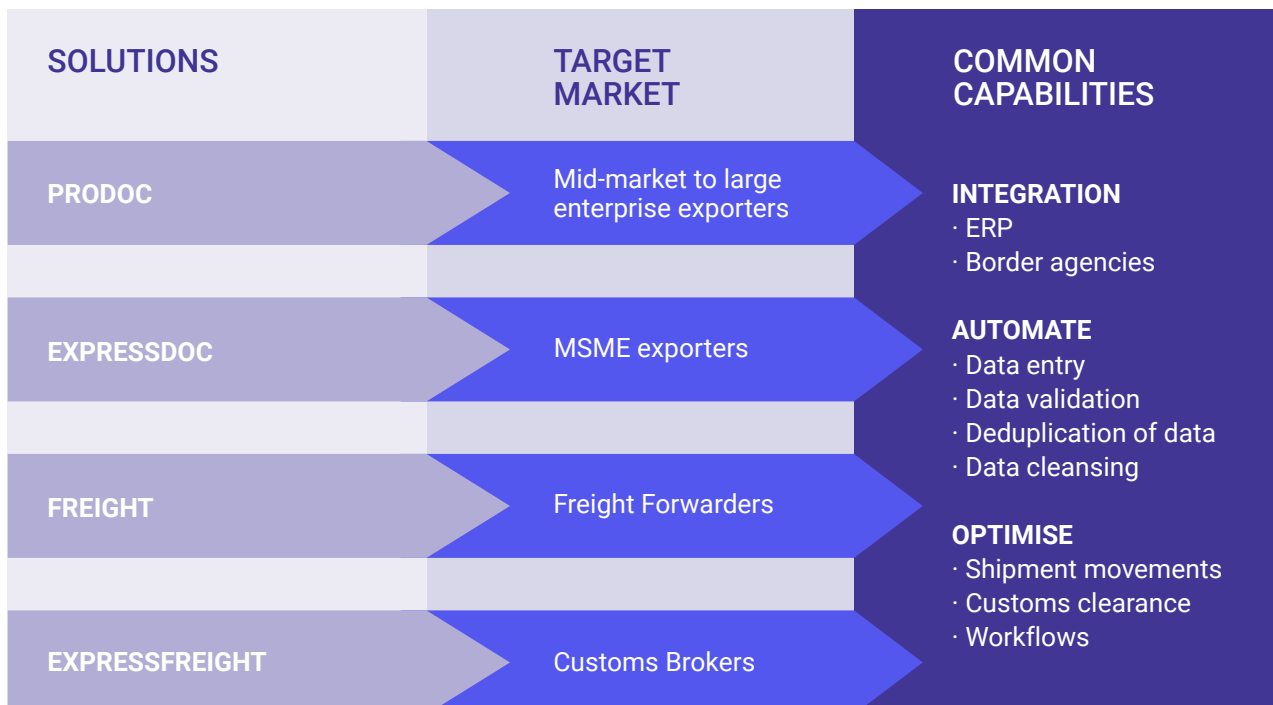 SOLUTIONS
TARGET
MARKET
COMMON
CAPABILITIES
PRODOC
Mid-market to large
enterprise exporters
EXPRESSDOC
MSME exporters
FREIGHT
Freight Forwarders
EXPRESSFREIGHT
Customs Brokers
INTEGRATION
· ERP
· Border agencies
AUTOMATE
· Data entry
· Data validation
· Deduplication of data
· Data cleansing
OPTIMISE
· Shipment movements
· Customs clearance
· Workflows